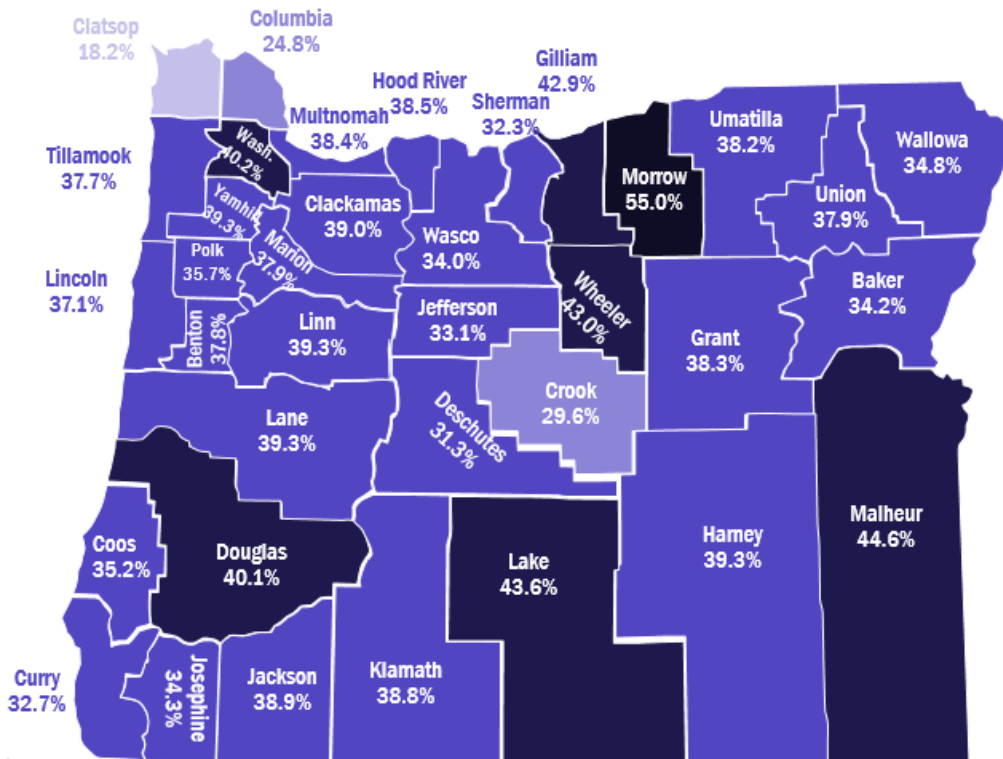 Clatsop
18.2%
Columbia
24.8%
Hood River
38.5%
Gilliam
42.9%
Multnomah
38.4%
Sherman
32.3%
Umatilla
38.2%
Wallowa
34.8%
Tillamook
37.7%
Wash.
40.2%
Morrow
55.0%
Union
37.9%
Yamhill
39.3%
Clackamas
39.0%
Wasco
34.0%
Polk
35.7%
Marion
37.9%
Lincoln
37.1%
Baker
34.2%
Wheeler
43.0%
Jefferson
33.1%
Benton
37.8%
Linn
39.3%
Grant
38.3%
Crook
29.6%
Lane
39.3%
Deschutes
31.3%
Malheur
44.6%
Coos
35.2%
Douglas
40.1%
Lake
43.6%
Harney
39.3%
Curry
32.7%
Josephine
34.3%
Jackson
38.9%
Klamath
38.8%